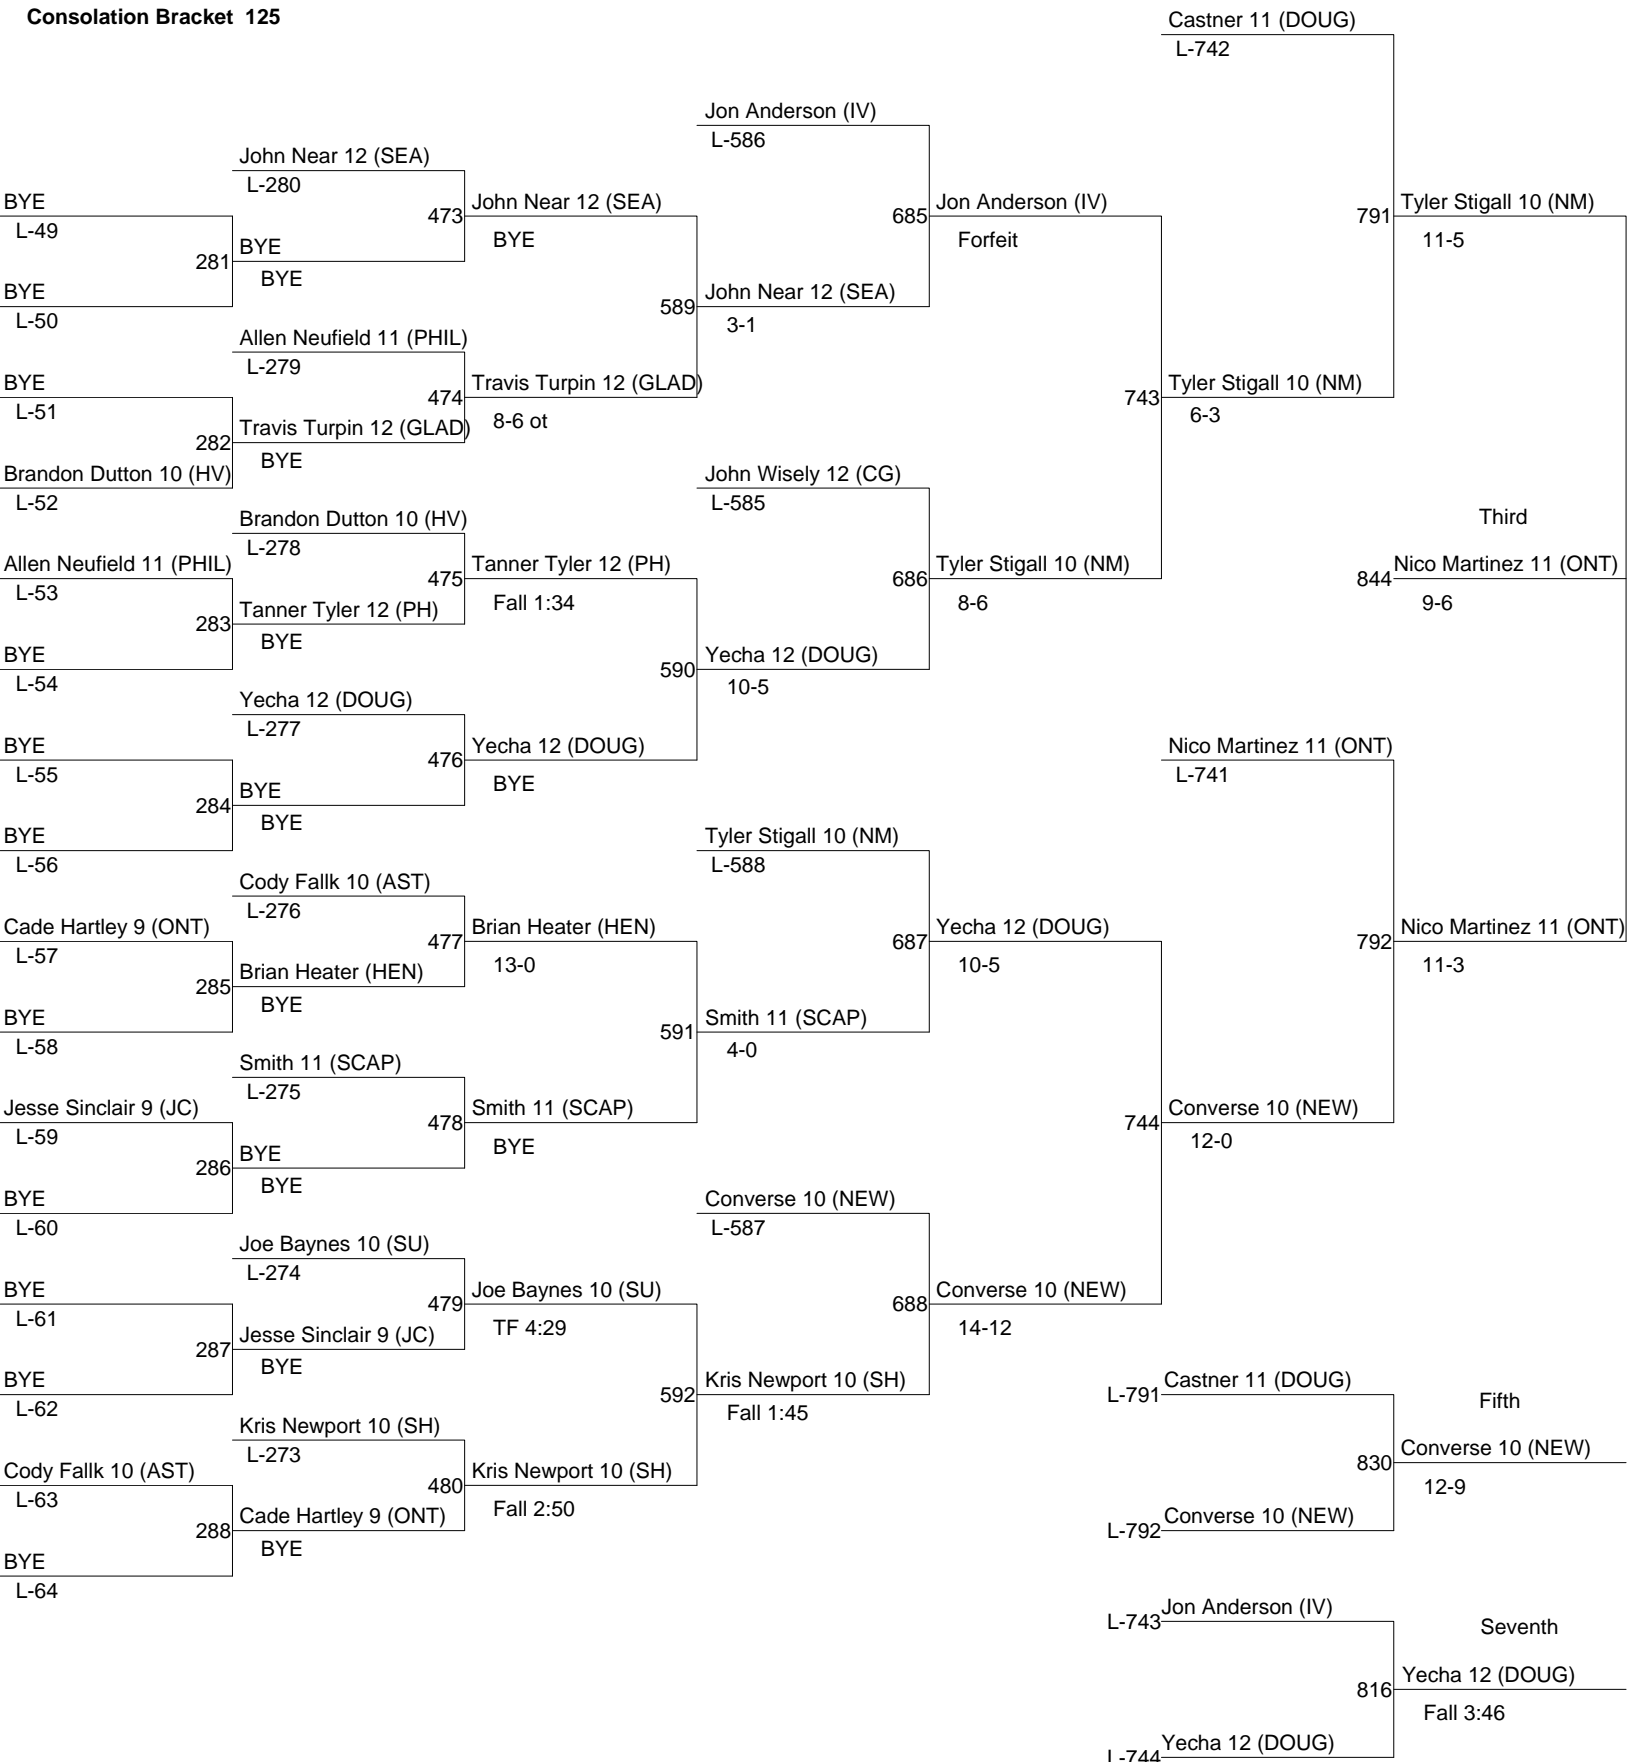 Consolation Bracket  125
BYE
L-49
281
BYE
L-50
BYE
L-51
282
Brandon Dutton 10 (HV)
L-52
Allen Neufield 11 (PHIL)
L-53
283
BYE
L-54
BYE
L-55
284
BYE
L-56
Cade Hartley 9 (ONT)
L-57
285
BYE
L-58
Jesse Sinclair 9 (JC)
L-59
286
BYE
L-60
BYE
L-61
287
BYE
L-62
Cody Fallk 10 (AST)
L-63
288
BYE
L-64
John Near 12 (SEA)
L-280
473
BYE
BYE
Allen Neufield 11 (PHIL)
L-279
474
Travis Turpin 12 (GLAD)
BYE
Brandon Dutton 10 (HV)
L-278
475
Tanner Tyler 12 (PH)
BYE
Yecha 12 (DOUG)
L-277
476
BYE
BYE
Cody Fallk 10 (AST)
L-276
477
Brian Heater (HEN)
BYE
Smith 11 (SCAP)
L-275
478
BYE
BYE
Joe Baynes 10 (SU)
L-274
479
Jesse Sinclair 9 (JC)
BYE
Kris Newport 10 (SH)
L-273
480
Cade Hartley 9 (ONT)
BYE
John Near 12 (SEA)
BYE
589
Travis Turpin 12 (GLAD)
8-6 ot
Tanner Tyler 12 (PH)
Fall 1:34
590
Yecha 12 (DOUG)
BYE
Brian Heater (HEN)
13-0
591
Smith 11 (SCAP)
BYE
Joe Baynes 10 (SU)
TF 4:29
592
Kris Newport 10 (SH)
Fall 2:50
Jon Anderson (IV)
L-586
685
John Near 12 (SEA)
3-1
John Wisely 12 (CG)
L-585
686
Yecha 12 (DOUG)
10-5
Tyler Stigall 10 (NM)
L-588
687
Smith 11 (SCAP)
4-0
Converse 10 (NEW)
L-587
688
Kris Newport 10 (SH)
Fall 1:45
Jon Anderson (IV)
Forfeit
743
Tyler Stigall 10 (NM)
8-6
Yecha 12 (DOUG)
10-5
744
Converse 10 (NEW)
14-12
Castner 11 (DOUG)
L-742
791
Tyler Stigall 10 (NM)
6-3
Nico Martinez 11 (ONT)
L-741
792
Converse 10 (NEW)
12-0
Tyler Stigall 10 (NM)
11-5
Third
844
Nico Martinez 11 (ONT)
9-6
Nico Martinez 11 (ONT)
11-3
L-791
Castner 11 (DOUG)
Fifth
830
Converse 10 (NEW)
12-9
L-792
Converse 10 (NEW)
L-743
Jon Anderson (IV)
Seventh
816
Yecha 12 (DOUG)
Fall 3:46
L-744
Yecha 12 (DOUG)